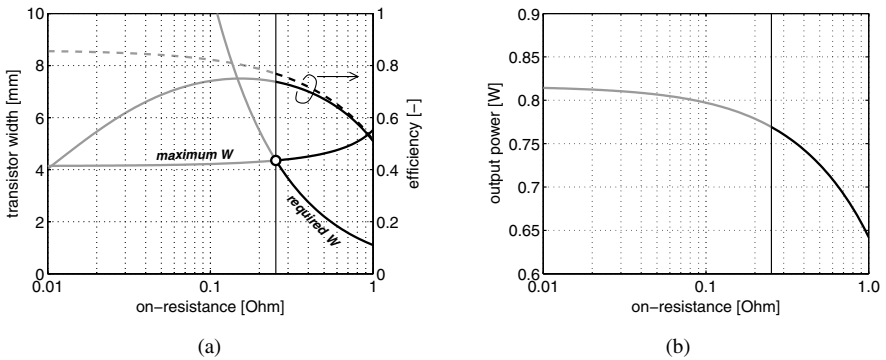 10
8
6
4
2
0
transistor width [mm]
0.01
0.1
1
on−resistance [Ohm]
1
0.8
0.6
0.4
0.2
0
efficiency [−]
maximum W
required W
(a)
0.9
0.85
0.8
0.75
0.7
0.65
0.6
output power [W]
0.01
0.1
1.0
on−resistance [Ohm]
(b)